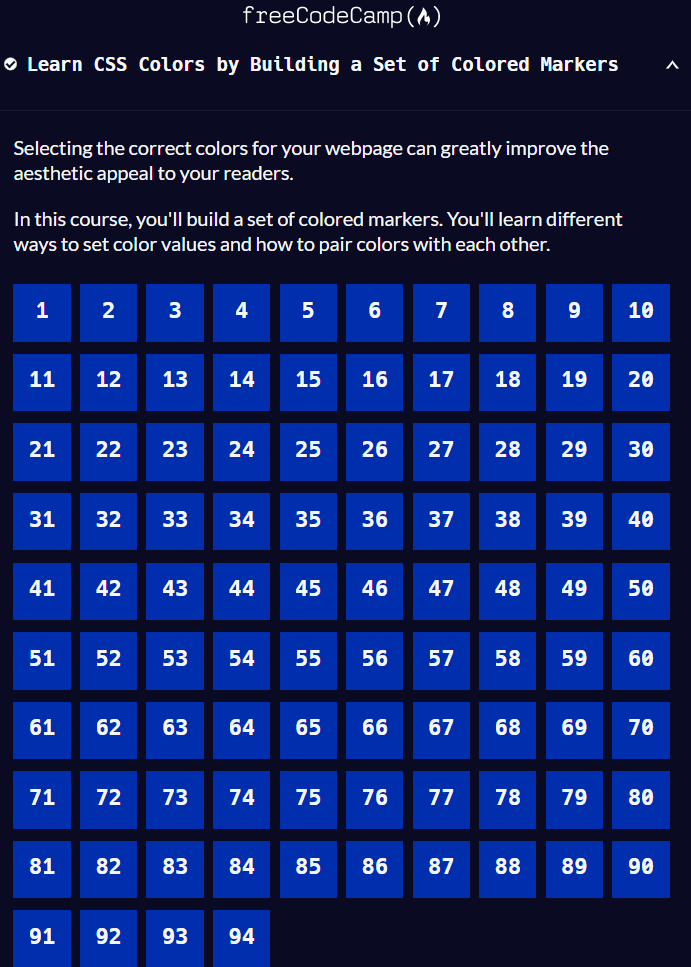 freeCodeCamp(🔥)
Learn CSS Colors by Building a Set of Colored Markers
Selecting the correct colors for your webpage can greatly improve the
aesthetic appeal to your readers.
In this course, you'll build a set of colored markers. You'll learn different
ways to set color values and how to pair colors with each other.
1 2 3 4 5 6 7 8 9 10
11 12 13 14 15 16 17 18 19 20
21 22 23 24 25 26 27 28 29 30
31 32 33 34 35 36 37 38 39 40
41 42 43 44 45 46 47 48 49 50
51 52 53 54 55 56 57 58 59 60
61 62 63 64 65 66 67 68 69 70
71 72 73 74 75 76 77 78 79 80
81 82 83 84 85 86 87 88 89 90
91 92 93 94